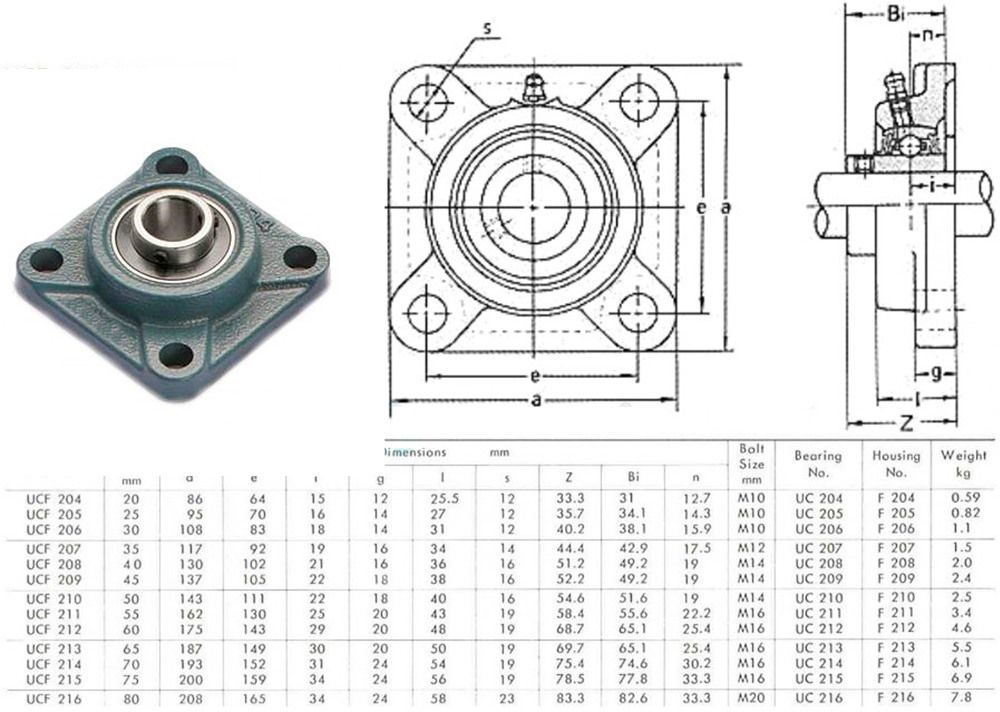 s
Bi
n
e
a
i
e
a
g
l
Z
Dimensions mm
Bolt Size mm
Bearing No.
Housing No.
Weight kg
mm a e i g l s Z Bi n
UCF 204 20 86 64 15 12 25.5 12 33.3 31 12.7 M10 UC 204 F 204 0.59
UCF 205 25 95 70 16 14 27 12 35.7 34.1 14.3 M10 UC 205 F 205 0.82
UCF 206 30 108 83 18 14 31 12 40.2 38.1 15.9 M10 UC 206 F 206 1.1
UCF 207 35 117 92 19 16 34 14 44.4 42.9 17.5 M12 UC 207 F 207 1.5
UCF 208 40 130 102 21 16 36 16 51.2 49.2 19 M14 UC 208 F 208 2.0
UCF 209 45 137 105 22 18 38 16 52.2 49.2 19 M14 UC 209 F 209 2.4
UCF 210 50 143 111 22 18 40 16 54.6 51.6 19 M14 UC 210 F 210 2.5
UCF 211 55 162 130 25 20 43 19 58.4 55.6 22.2 M16 UC 211 F 211 3.4
UCF 212 60 175 143 29 20 48 19 68.7 65.1 25.4 M16 UC 212 F 212 4.6
UCF 213 65 187 149 30 20 50 19 69.7 65.1 25.4 M16 UC 213 F 213 5.5
UCF 214 70 193 152 31 24 54 19 75.4 74.6 30.2 M16 UC 214 F 214 6.1
UCF 215 75 200 159 34 24 56 19 78.5 77.8 33.3 M16 UC 215 F 215 6.9
UCF 216 80 208 165 34 24 58 23 83.3 82.6 33.3 M20 UC 216 F 216 7.8